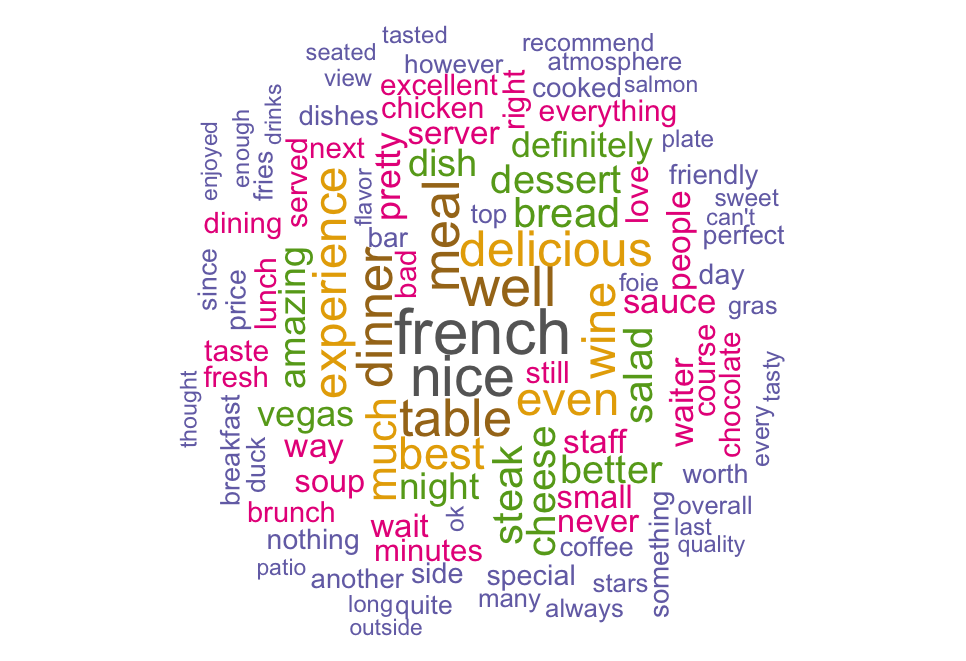 tasted
recommend
seated
however
atmosphere
view
excellent
right
cooked
salmon
drinks
dishes
chicken
everything
enjoyed
enough
fries
served
next
pretty
server
definitely
plate
flavor
dish
dessert
love
friendly
people
sweet
dining
experience
top
bread
can't
perfect
bar
meal
delicious
since
price
lunch
amazing
dinner
bad
well
wine
foie
day
sauce
gras
french
taste
fresh
nice
still
salad
waiter
course
chocolate
tasty
thought
breakfast
duck
vegas
much
table
even
every
way
best
staff
soup
night
steak
cheese
better
worth
brunch
wait
ok
small
never
something
overall
last
nothing
minutes
coffee
quality
patio
another
side
special
stars
long
quite
many
always
outside